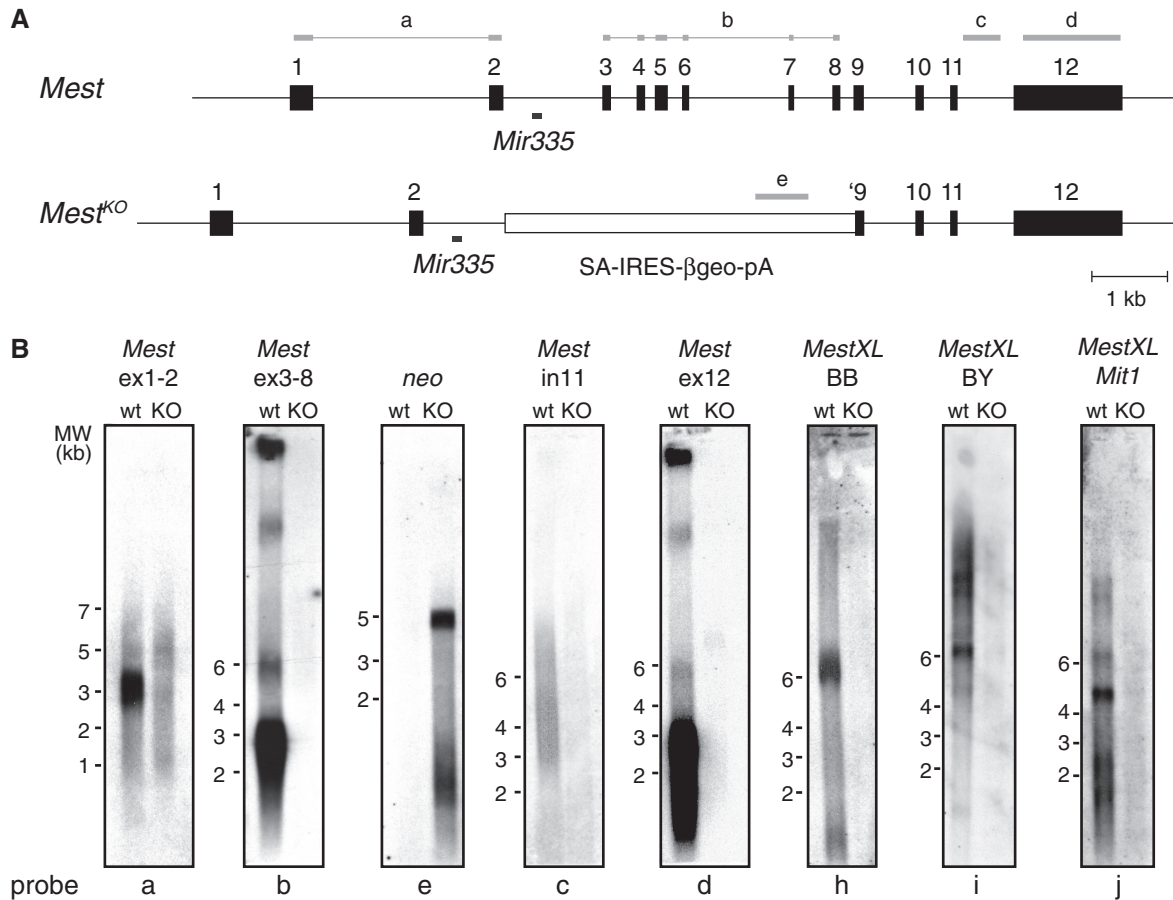 A
a b c d
1 2 3 4 5 6 7 8 9 10 11 12
Mest
Mir335
e
1 2 '9 10 11 12
Mest^KO
Mir335
SA-IRES-βgeo-pA
1 kb
B
Mest
ex1-2
wt KO
MW
(kb)
7
5
3
2
1
Mest
ex3-8
wt KO
6
4
3
2
neo
wt KO
5
3
2
Mest
in11
wt KO
6
4
3
2
Mest
ex12
wt KO
6
4
3
2
MestXL
BB
wt KO
6
4
3
2
MestXL
BY
wt KO
6
4
3
2
MestXL
Mit1
wt KO
6
4
3
2
probe a b e c d h i j